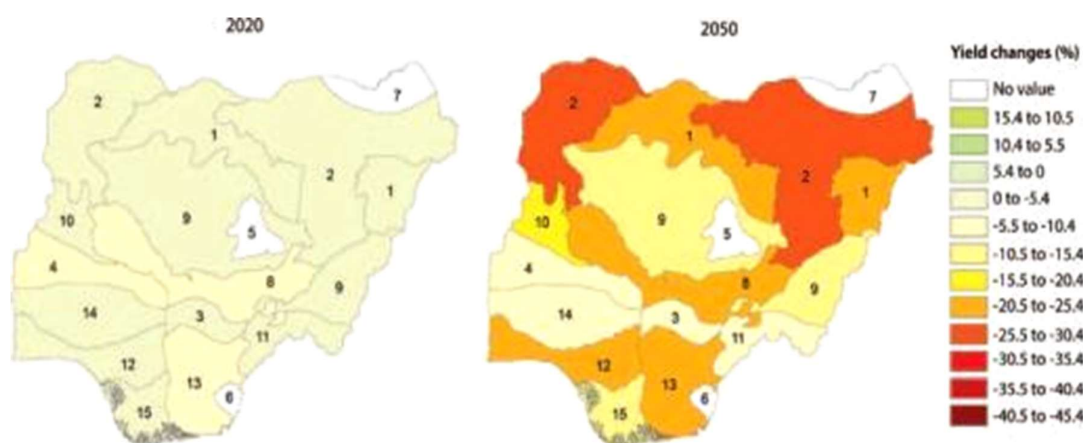 2020
2
7
1
2
1
10
9
5
4
8
9
14
3
11
12
13
6
15
2050
2
7
1
2
1
10
9
5
4
8
9
14
3
11
12
13
6
15
Yield changes (%)
No value
15.4 to 10.5
10.4 to 5.5
5.4 to 0
0 to -5.4
-5.5 to -10.4
-10.5 to -15.4
-15.5 to -20.4
-20.5 to -25.4
-25.5 to -30.4
-30.5 to -35.4
-35.5 to -40.4
-40.5 to -45.4